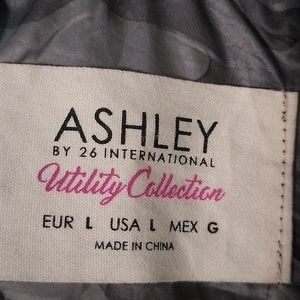 ASHLEY
BY 26 INTERNATIONAL
Utility Collection
EUR L USA L MEX G
MADE IN CHINA